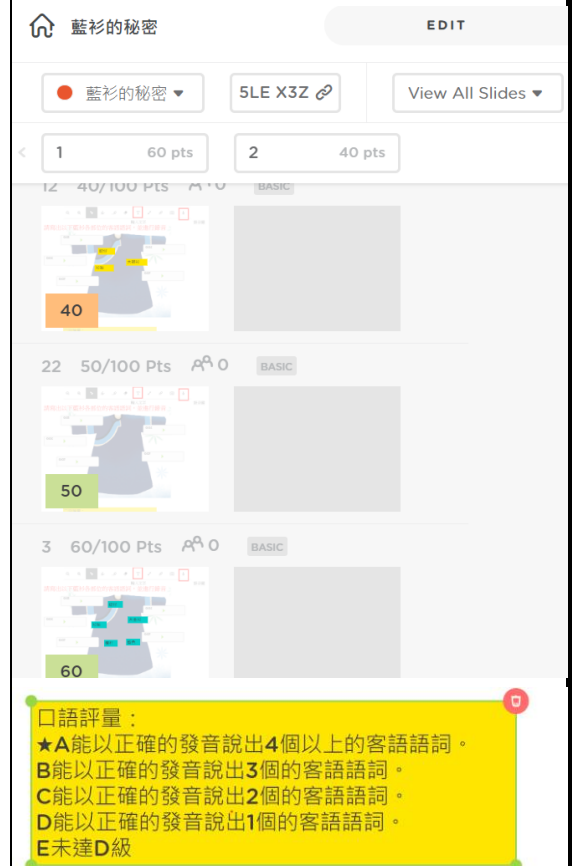 藍衫的秘密
EDIT
藍衫的秘密
5LE X3Z
View All Slides
1 60 pts
2 40 pts
12 40/100 Pts 0 BASIC
40
22 50/100 Pts 0 BASIC
50
3 60/100 Pts 0 BASIC
60
口語評量：
★A能以正確的發音說出4個以上的客語語詞。
B能以正確的發音說出3個的客語語詞。
C能以正確的發音說出2個的客語語詞。
D能以正確的發音說出1個的客語語詞。
E未達D級